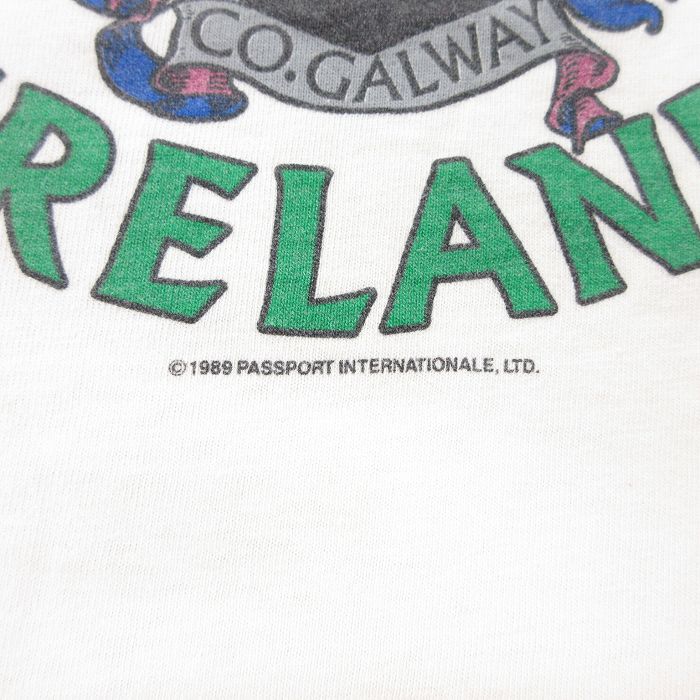 CO. GALWAY
RELAN
© 1989 PASSPORT INTERNATIONALE, LTD.